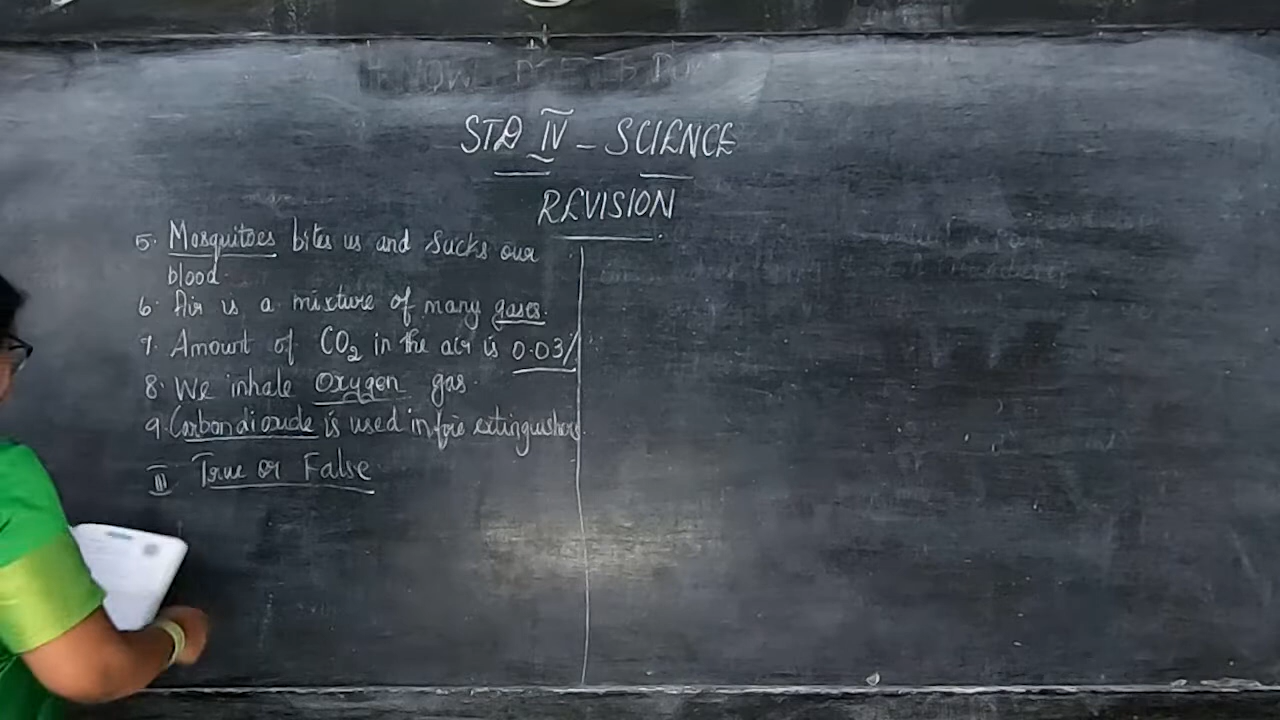 STD IV - SCIENCE
REVISION
5. Mosquitoes bites us and sucks our
blood.
6. Air is a mixture of many gases.
7. Amount of CO₂ in the air is 0.03%
8. We inhale Oxygen gas.
9. Carbondioxide is used in fire extinguishers.
III True or False